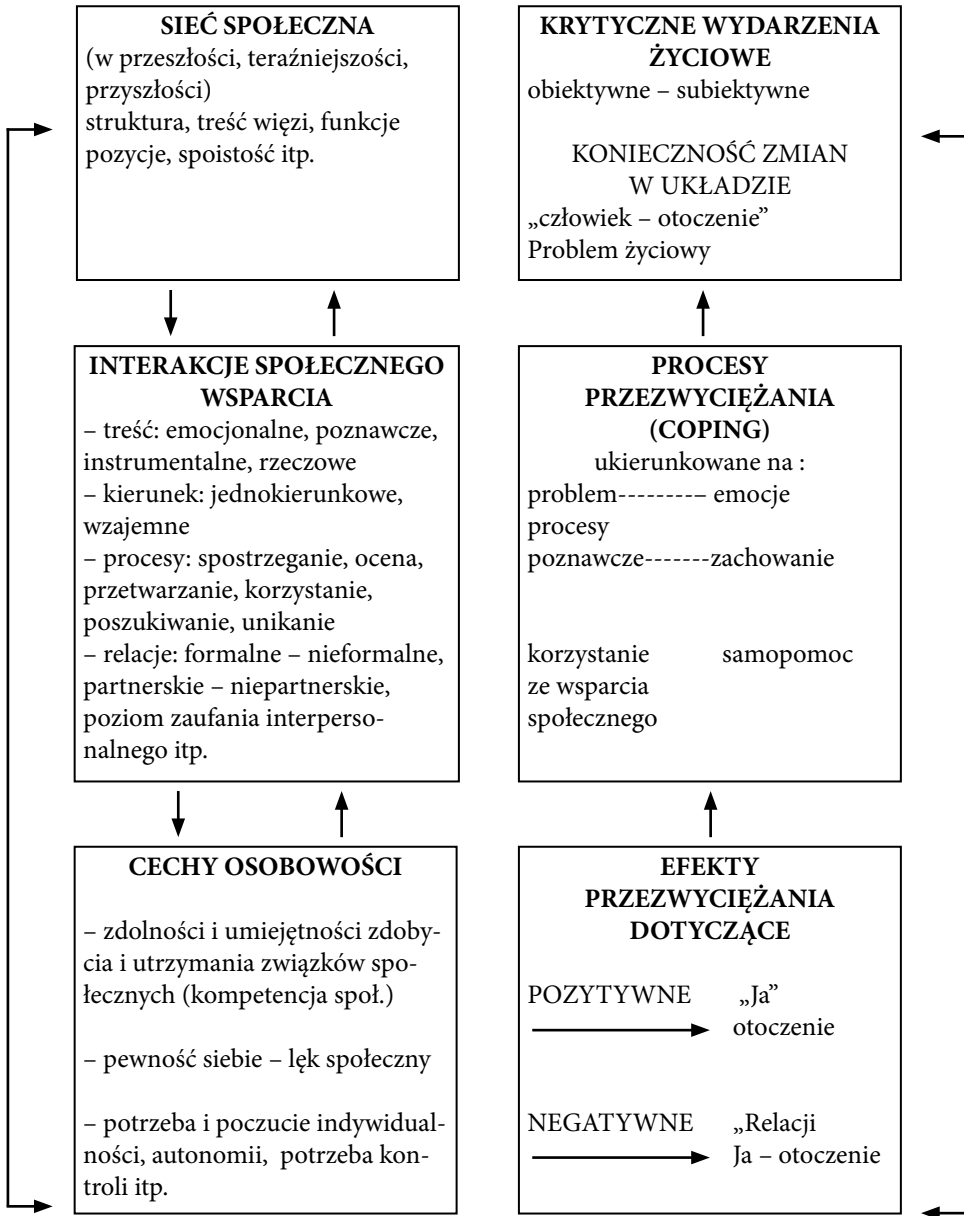 SIEĆ SPOŁECZNA
(w przeszłości, teraźniejszości,
przyszłości)
struktura, treść więzi, funkcje
pozycje, spoistość itp.
INTERAKCJE SPOŁECZNEGO
WSPARCIA
– treść: emocjonalne, poznawcze,
instrumentalne, rzeczowe
– kierunek: jednokierunkowe,
wzajemne
– procesy: spostrzeganie, ocena,
przetwarzanie, korzystanie,
poszukiwanie, unikanie
– relacje: formalne – nieformalne,
partnerskie – niepartnerskie,
poziom zaufania interperso-
nalnego itp.
CECHY OSOBOWOŚCI
– zdolności i umiejętności zdoby-
cia i utrzymania związków spo-
łecznych (kompetencja społ.)
– pewność siebie – lęk społeczny
– potrzeba i poczucie indywidual-
ności, autonomii, potrzeba kon-
troli itp.
KRYTYCZNE WYDARZENIA
ŻYCIOWE
obiektywne – subiektywne
KONIECZNOŚĆ ZMIAN
W UKŁADZIE
„człowiek – otoczenie”
Problem życiowy
PROCESY
PRZEZWYCIĘŻANIA
(COPING)
ukierunkowane na :
problem--------– emocje
procesy
poznawcze-------zachowanie
korzystanie samopomoc
ze wsparcia
społecznego
EFEKTY
PRZEZWYCIĘŻANIA
DOTYCZĄCE
POZYTYWNE „Ja”
otoczenie
NEGATYWNE „Relacji
Ja – otoczenie